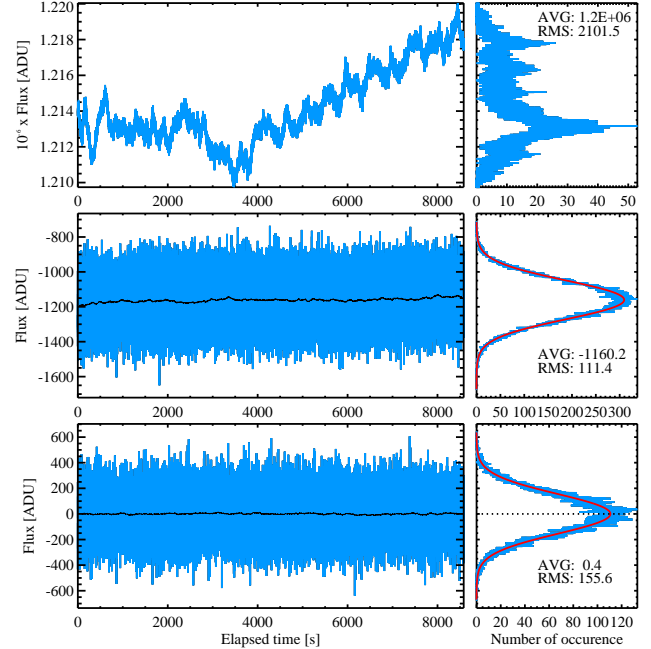 1.220
1.218
1.216
1.214
1.212
1.210
10⁻⁶ x Flux [ADU]
0 2000 4000 6000 8000
AVG: 1.2E+06
RMS: 2101.5
0 10 20 30 40 50
-800
-1000
-1200
-1400
-1600
Flux [ADU]
0 2000 4000 6000 8000
AVG: -1160.2
RMS: 111.4
0 50 100 150 200 250 300
600
400
200
0
-200
-400
-600
Flux [ADU]
0 2000 4000 6000 8000
Elapsed time [s]
AVG: 0.4
RMS: 155.6
0 20 40 60 80 100 120
Number of occurence